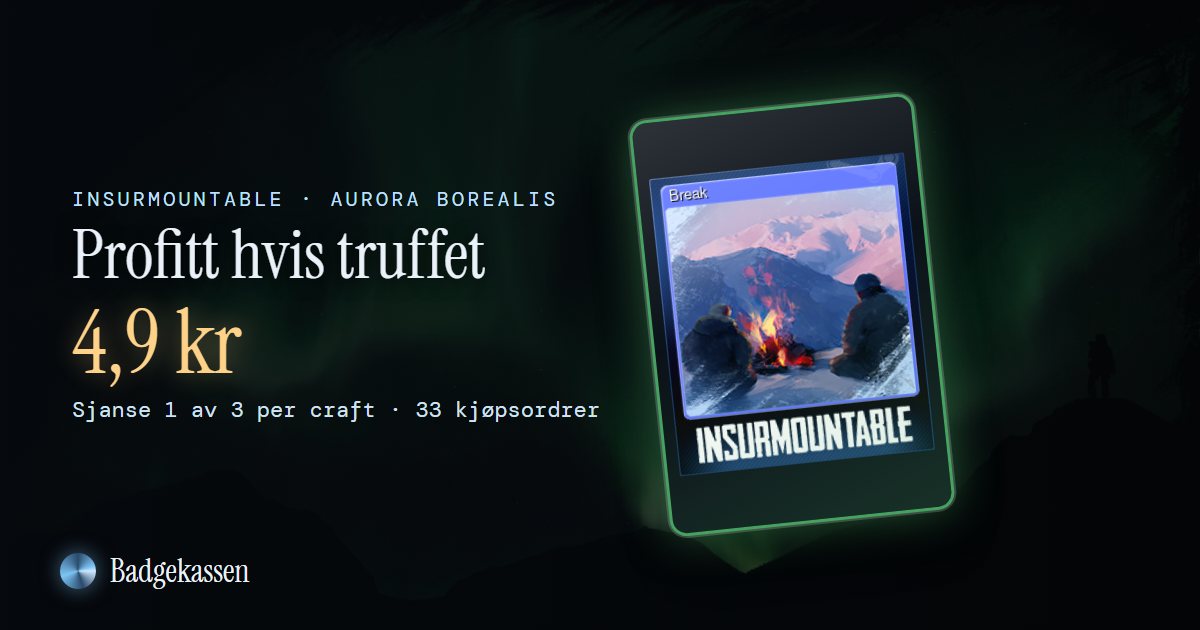 INSURMOUNTABLE · AURORA BOREALIS
Profitt hvis truffet
4,9 kr
Sjanse 1 av 3 per craft · 33 kjøpsordrer
Badgekassen
Break
INSURMOUNTABLE